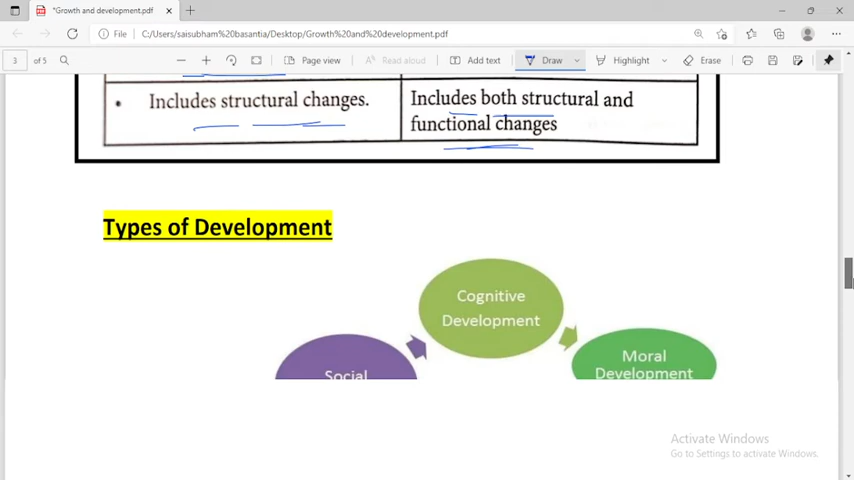 *Growth and development.pdf
File
C:/Users/saisubham%20basantia/Desktop/Growth%20and%20development.pdf
3 of 5
Page view
Read aloud
Add text
Draw
Highlight
Erase
Includes structural changes.
Includes both structural and
functional changes
Types of Development
Cognitive
Development
Moral
Development
Social
Activate Windows
Go to Settings to activate Windows.